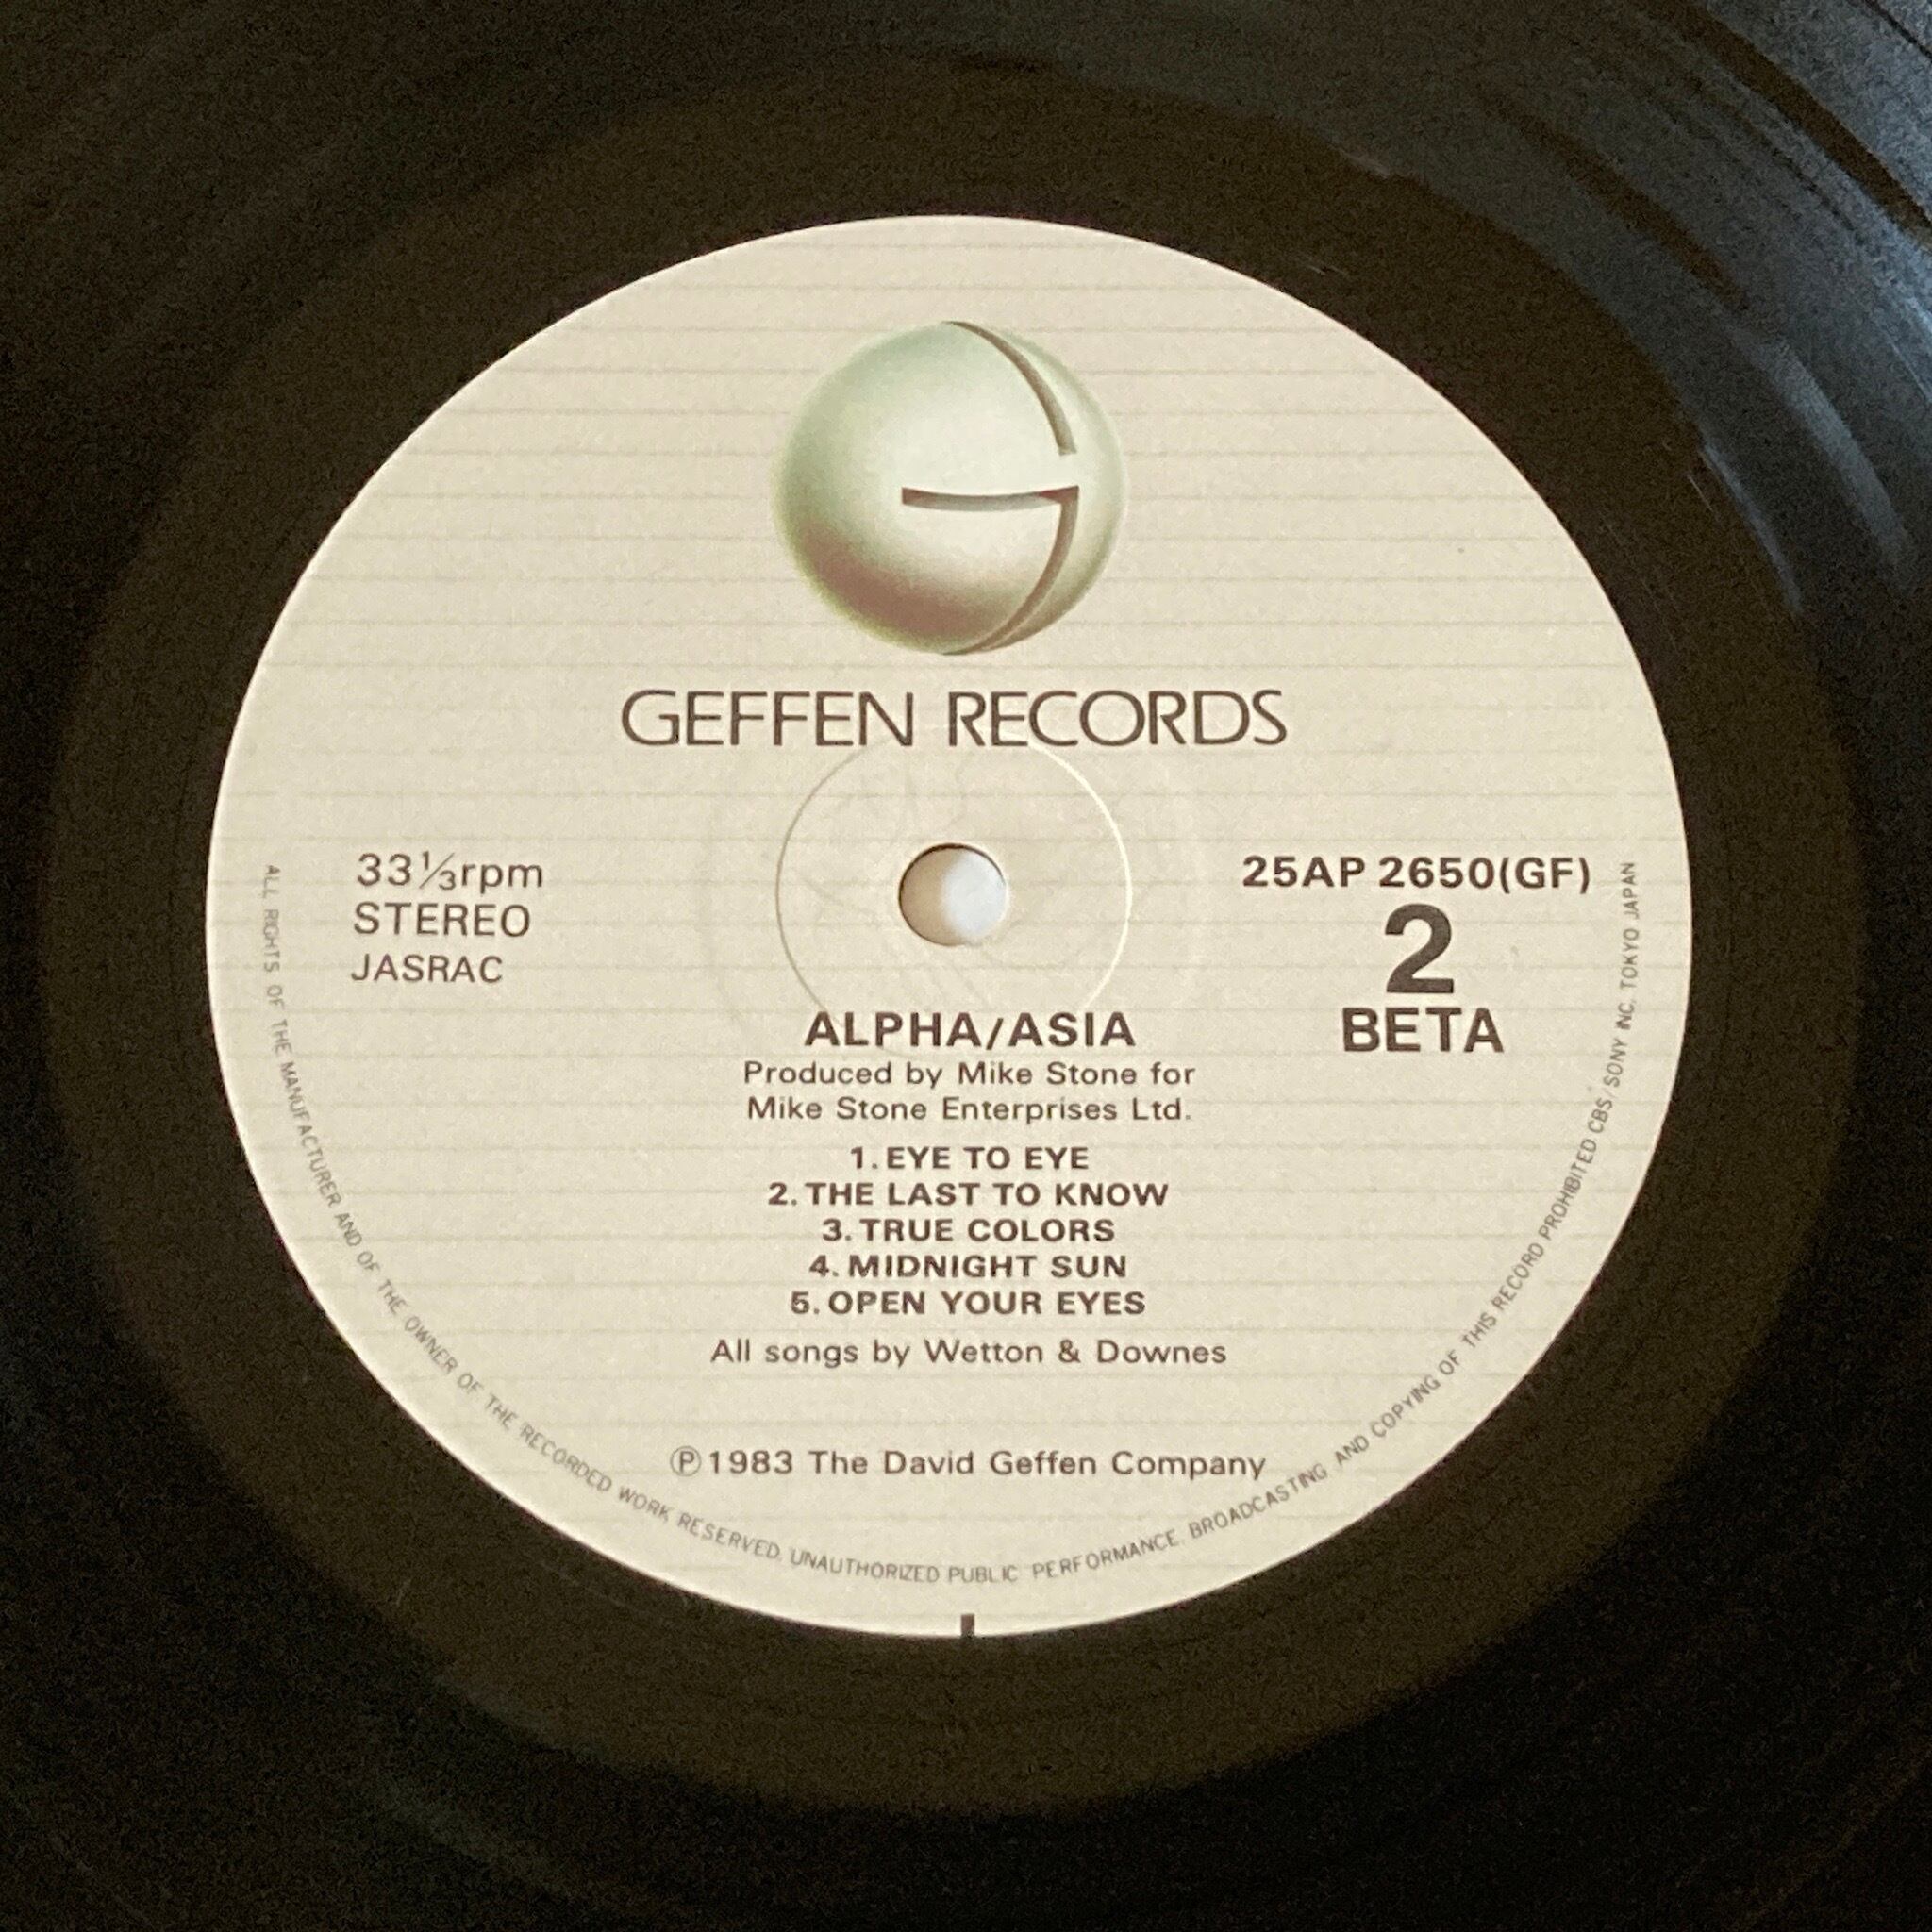 GEFFEN RECORDS
33⅓rpm
STEREO
JASRAC
25AP 2650(GF)
2
BETA
ALPHA/ASIA
Produced by Mike Stone for
Mike Stone Enterprises Ltd.
1. EYE TO EYE
2. THE LAST TO KNOW
3. TRUE COLORS
4. MIDNIGHT SUN
5. OPEN YOUR EYES
All songs by Wetton & Downes
℗1983 The David Geffen Company
ALL RIGHTS OF THE MANUFACTURER AND OF THE OWNER OF THE RECORDED WORK RESERVED. UNAUTHORIZED PUBLIC PERFORMANCE. BROADCASTING AND COPYING OF THIS RECORD PROHIBITED CBS/SONY INC. TOKYO JAPAN